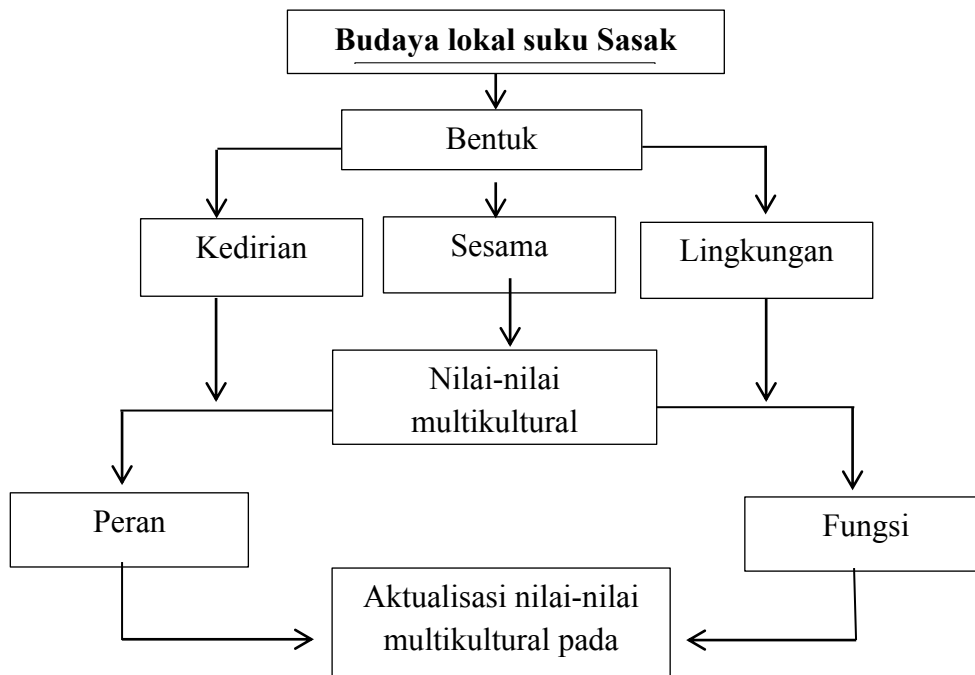 Budaya lokal suku Sasak
Bentuk
Kedirian
Sesama
Lingkungan
Nilai-nilai
multikultural
Peran
Fungsi
Aktualisasi nilai-nilai
multikultural pada